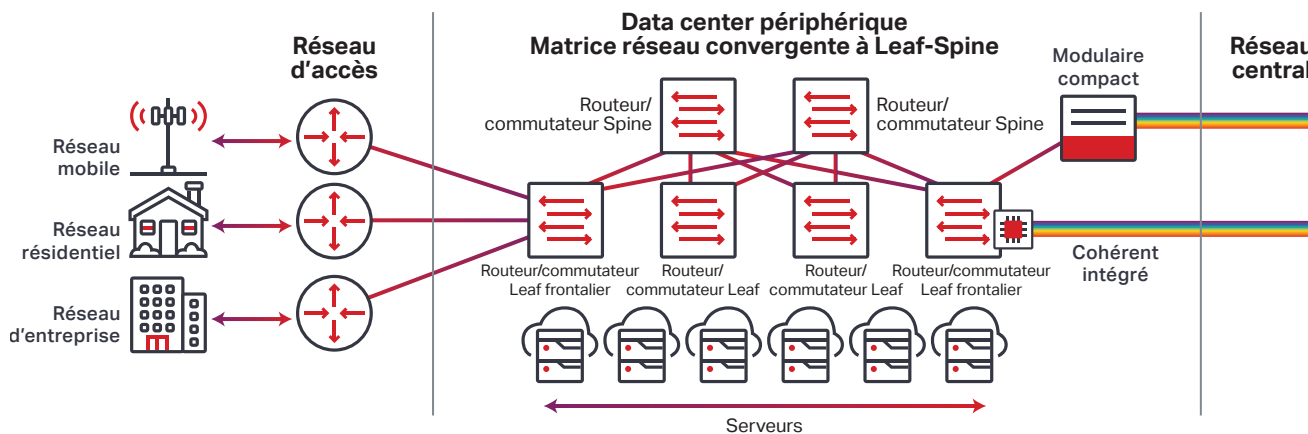 Data center périphérique
Matrice réseau convergente à Leaf-Spine
Réseau
d'accès
Réseau
central
Modulaire
compact
Routeur/
commutateur Spine
Routeur/
commutateur Spine
Réseau
mobile
Réseau
résidentiel
Réseau
d'entreprise
Cohérent
intégré
Routeur/commutateur
Leaf frontalier
Routeur/
commutateur Leaf
Routeur/
commutateur Leaf
Routeur/commutateur
Leaf frontalier
Serveurs